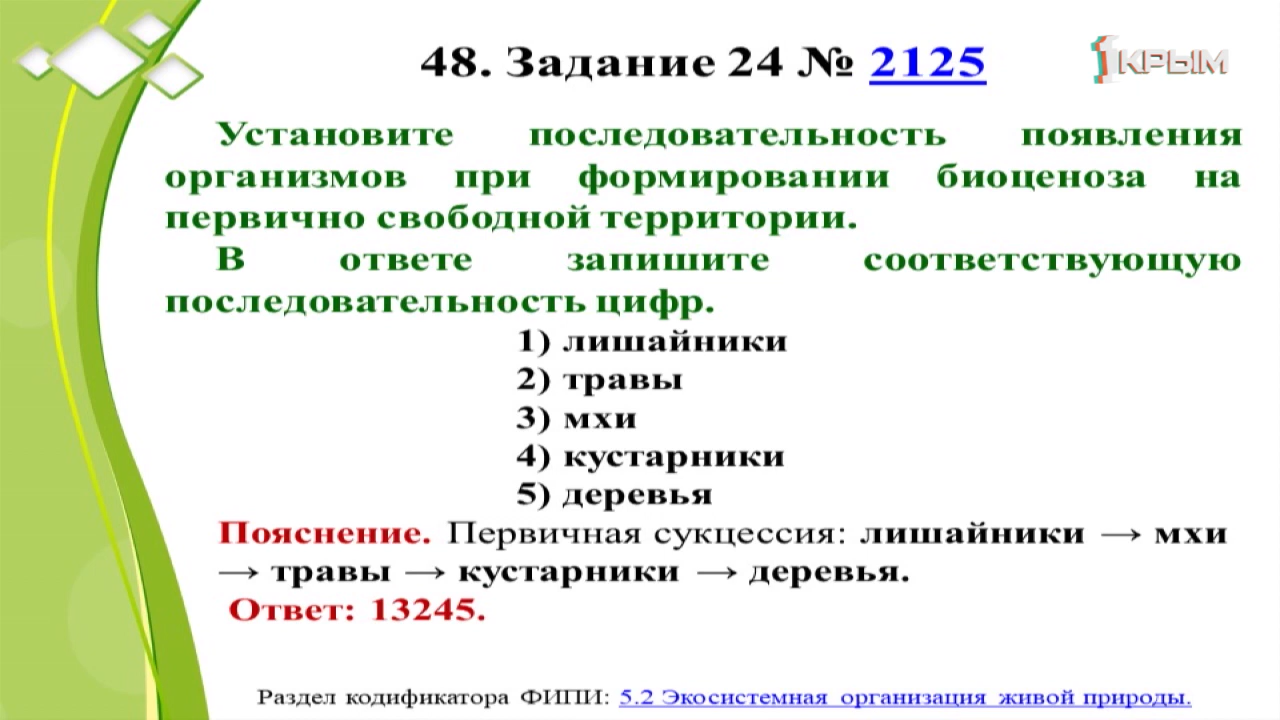 48. Задание 24 № 2125
1КРЫМ
Установите последовательность появления
организмов при формировании биоценоза на
первично свободной территории.
В ответе запишите соответствующую
последовательность цифр.
1) лишайники
2) травы
3) мхи
4) кустарники
5) деревья
Пояснение. Первичная сукцессия: лишайники → мхи
→ травы → кустарники → деревья.
Ответ: 13245.
Раздел кодификатора ФИПИ: 5.2 Экосистемная организация живой природы.